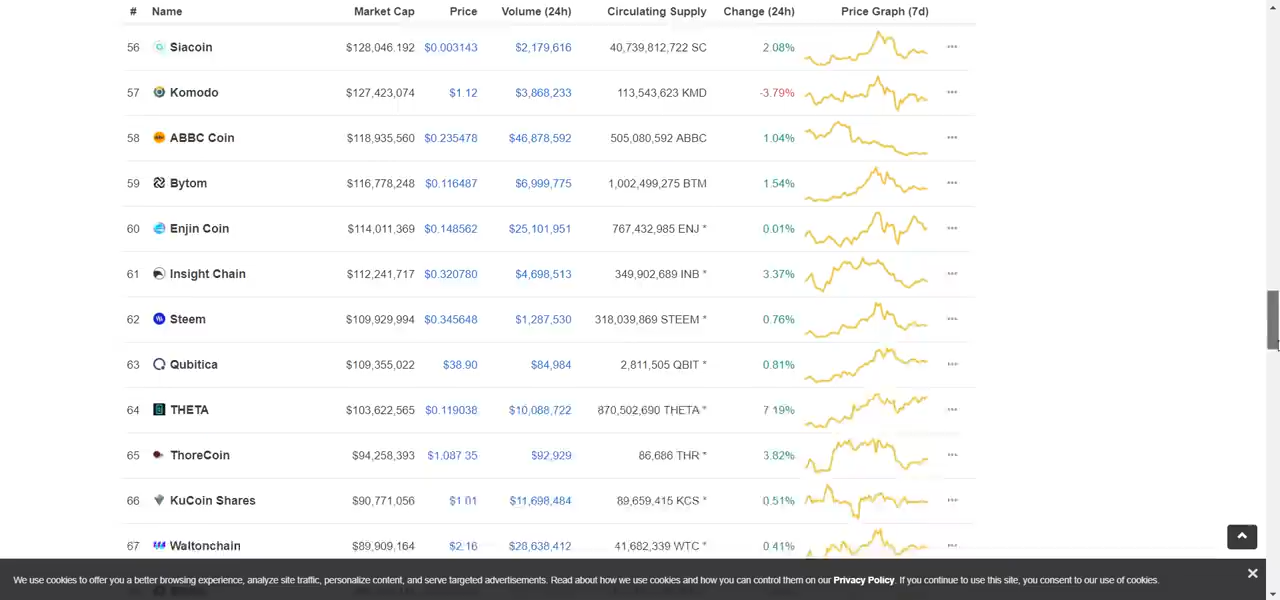 # Name Market Cap Price Volume (24h) Circulating Supply Change (24h) Price Graph (7d)
56 Siacoin $128,046,192 $0.003143 $2,179,616 40,739,812,722 SC 2.08%
57 Komodo $127,423,074 $1.12 $3,868,233 113,543,623 KMD -3.79%
58 ABBC Coin $118,935,560 $0.235478 $46,878,592 505,080,592 ABBC 1.04%
59 Bytom $116,778,248 $0.116487 $6,999,775 1,002,499,275 BTM 1.54%
60 Enjin Coin $114,011,369 $0.148562 $25,101,951 767,432,985 ENJ * 0.01%
61 Insight Chain $112,241,717 $0.320780 $4,698,513 349,902,689 INB * 3.37%
62 Steem $109,929,994 $0.345648 $1,287,530 318,039,869 STEEM * 0.76%
63 Qubitica $109,355,022 $38.90 $84,984 2,811,505 QBIT * 0.81%
64 THETA $103,622,565 $0.119038 $10,088,722 870,502,690 THETA * 7.19%
65 ThoreCoin $94,258,393 $1,087.35 $92,929 86,686 THR * 3.82%
66 KuCoin Shares $90,771,056 $1.01 $11,698,484 89,659,415 KCS * 0.51%
67 Waltonchain $89,909,164 $2.16 $28,638,412 41,682,339 WTC * 0.41%
We use cookies to offer you a better browsing experience, analyze site traffic, personalize content, and serve targeted advertisements. Read about how we use cookies and how you can control them on our Privacy Policy. If you continue to use this site, you consent to our use of cookies.